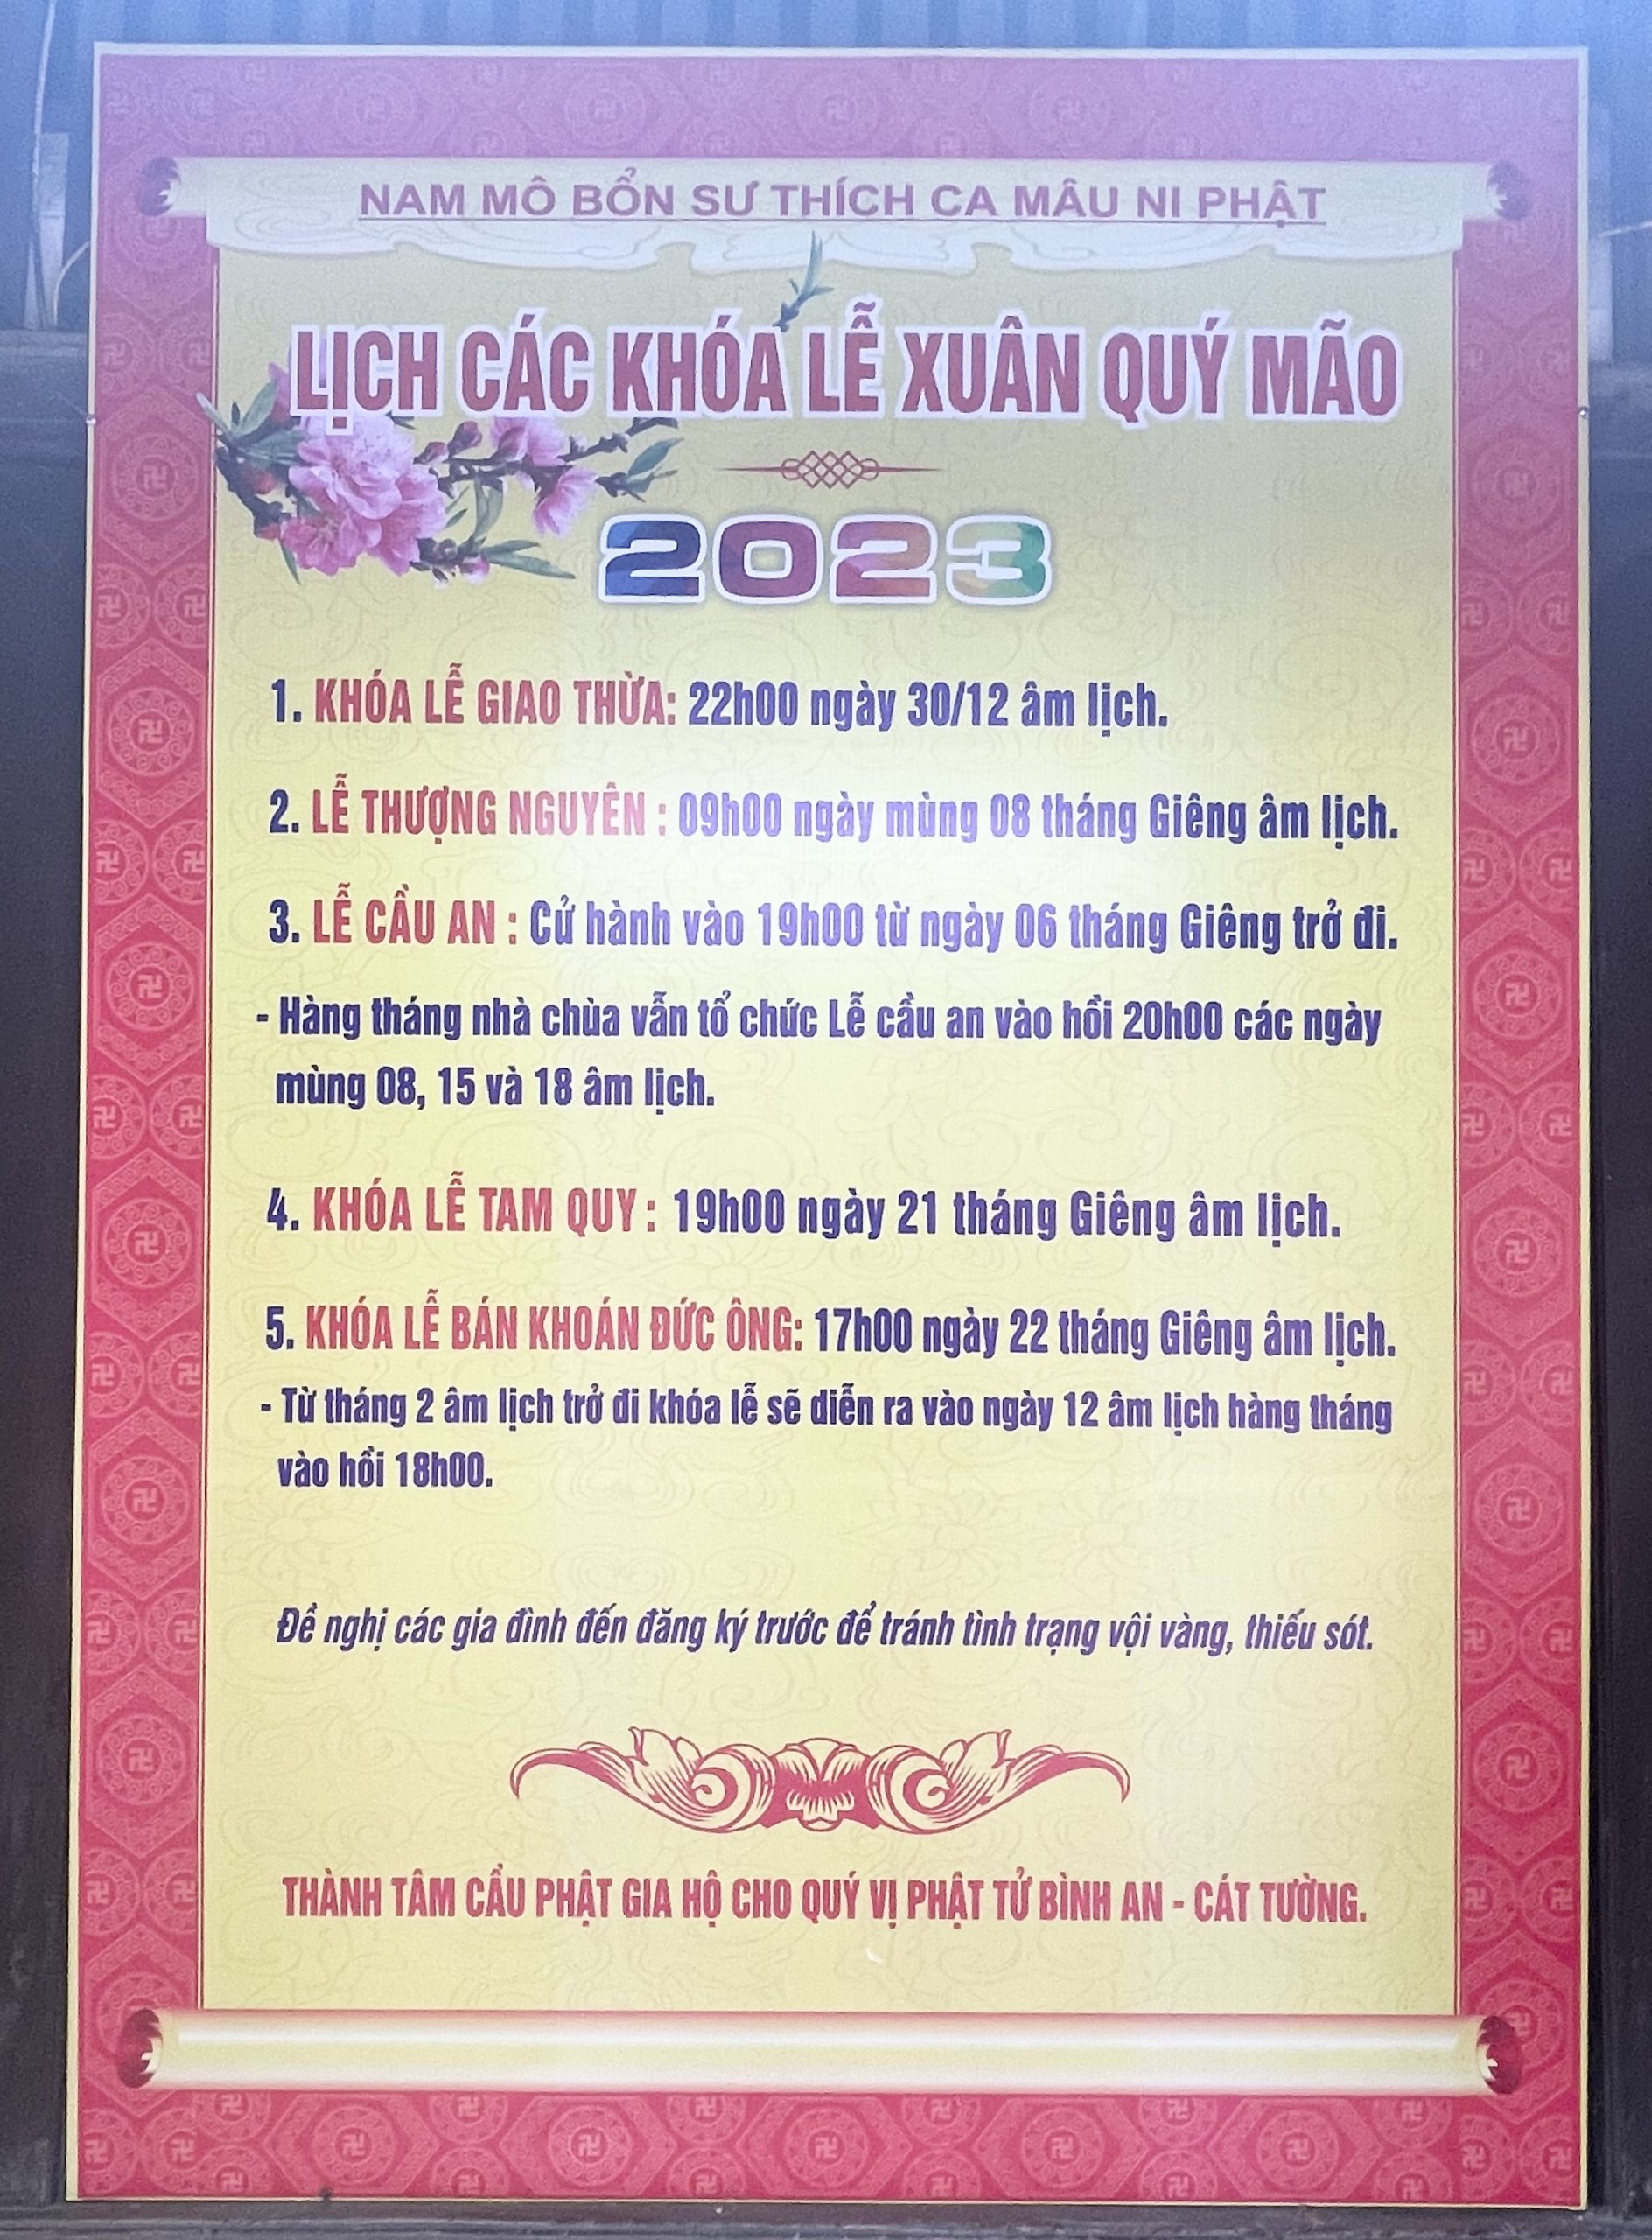 NAM MÔ BỔN SƯ THÍCH CA MÂU NI PHẬT
LỊCH CÁC KHÓA LỄ XUÂN QUÝ MÃO
2023
1. KHÓA LỄ GIAO THỪA: 22h00 ngày 30/12 âm lịch.
2. LỄ THƯỢNG NGUYÊN : 09h00 ngày mùng 08 tháng Giêng âm lịch.
3. LỄ CẦU AN : Cử hành vào 19h00 từ ngày 06 tháng Giêng trở đi.
- Hàng tháng nhà chùa vẫn tổ chức Lễ cầu an vào hồi 20h00 các ngày
mùng 08, 15 và 18 âm lịch.
4. KHÓA LỄ TAM QUY : 19h00 ngày 21 tháng Giêng âm lịch.
5. KHÓA LỄ BÁN KHOÁN ĐỨC ÔNG: 17h00 ngày 22 tháng Giêng âm lịch.
- Từ tháng 2 âm lịch trở đi khóa lễ sẽ diễn ra vào ngày 12 âm lịch hàng tháng
vào hồi 18h00.
Đề nghị các gia đình đến đăng ký trước để tránh tình trạng vội vàng, thiếu sót.
THÀNH TÂM CẦU PHẬT GIA HỘ CHO QUÝ VỊ PHẬT TỬ BÌNH AN - CÁT TƯỜNG.